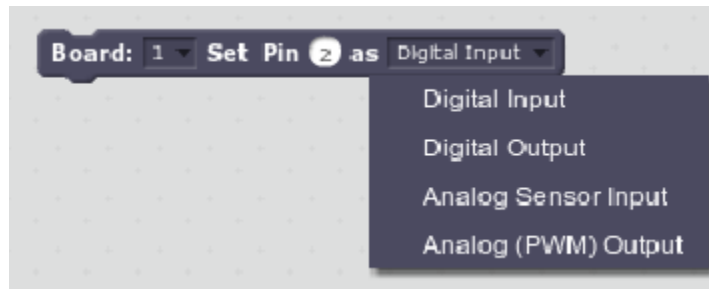 Board: 1 Set Pin 2 as Digital Input
Digital Input
Digital Output
Analog Sensor Input
Analog (PWM) Output